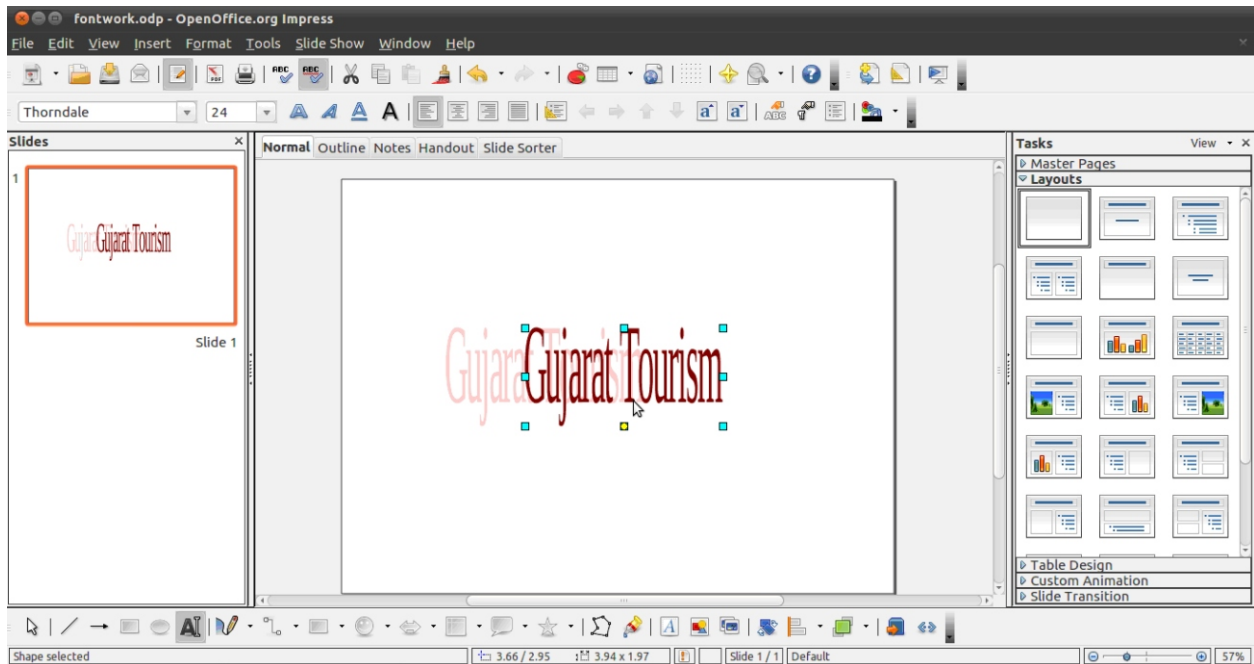 fontwork.odp - OpenOffice.org Impress
File Edit View Insert Format Tools Slide Show Window Help
Thorndale 24
Slides
Normal Outline Notes Handout Slide Sorter
Tasks View
Master Pages
Layouts
1
Gujarat Tourism
Slide 1
Gujarat Tourism
Table Design
Custom Animation
Slide Transition
Shape selected 3.66 / 2.95 3.94 x 1.97 Slide 1 / 1 Default 57%